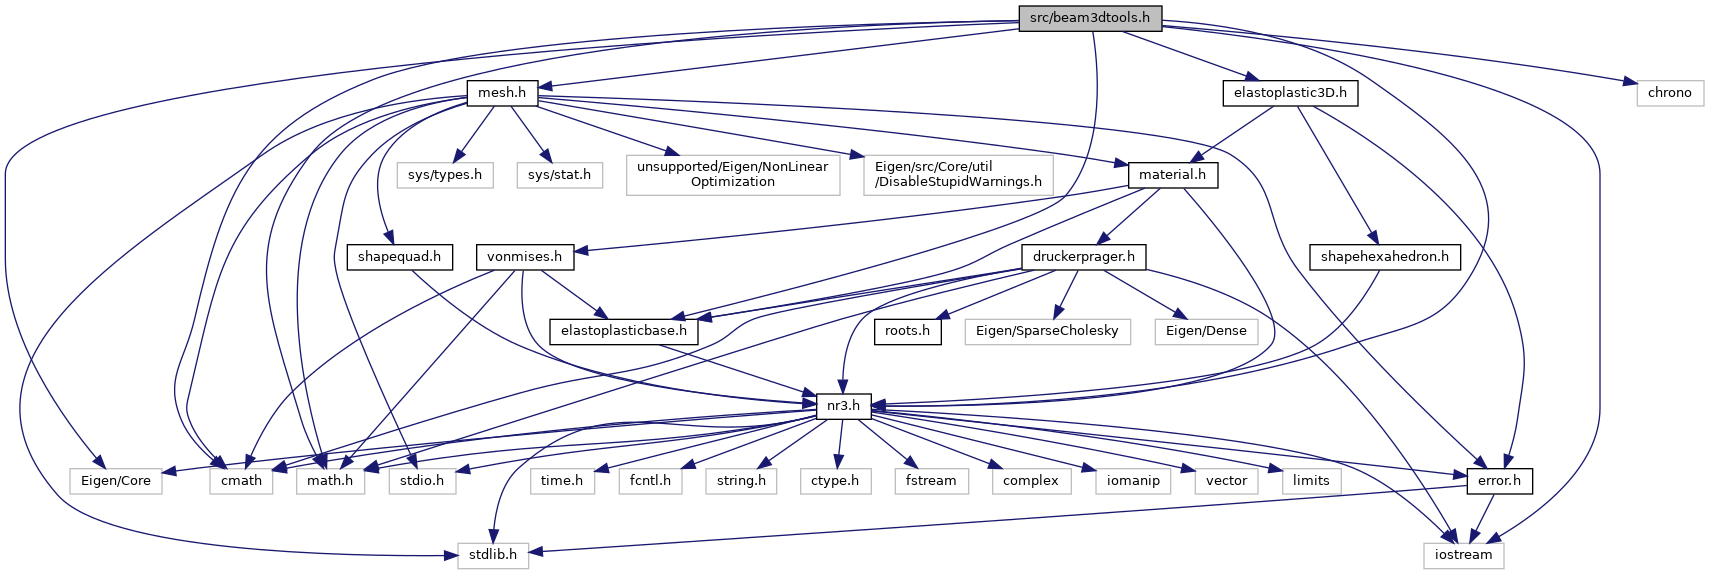 src/beam3dtools.h
mesh.h
elastoplastic3D.h
chrono
sys/types.h
sys/stat.h
unsupported/Eigen/NonLinear
Optimization
Eigen/src/Core/util
/DisableStupidWarnings.h
material.h
shapequad.h
vonmises.h
druckerprager.h
shapehexahedron.h
elastoplasticbase.h
roots.h
Eigen/SparseCholesky
Eigen/Dense
nr3.h
Eigen/Core
cmath
math.h
stdio.h
time.h
fcntl.h
string.h
ctype.h
fstream
complex
iomanip
vector
limits
error.h
stdlib.h
iostream